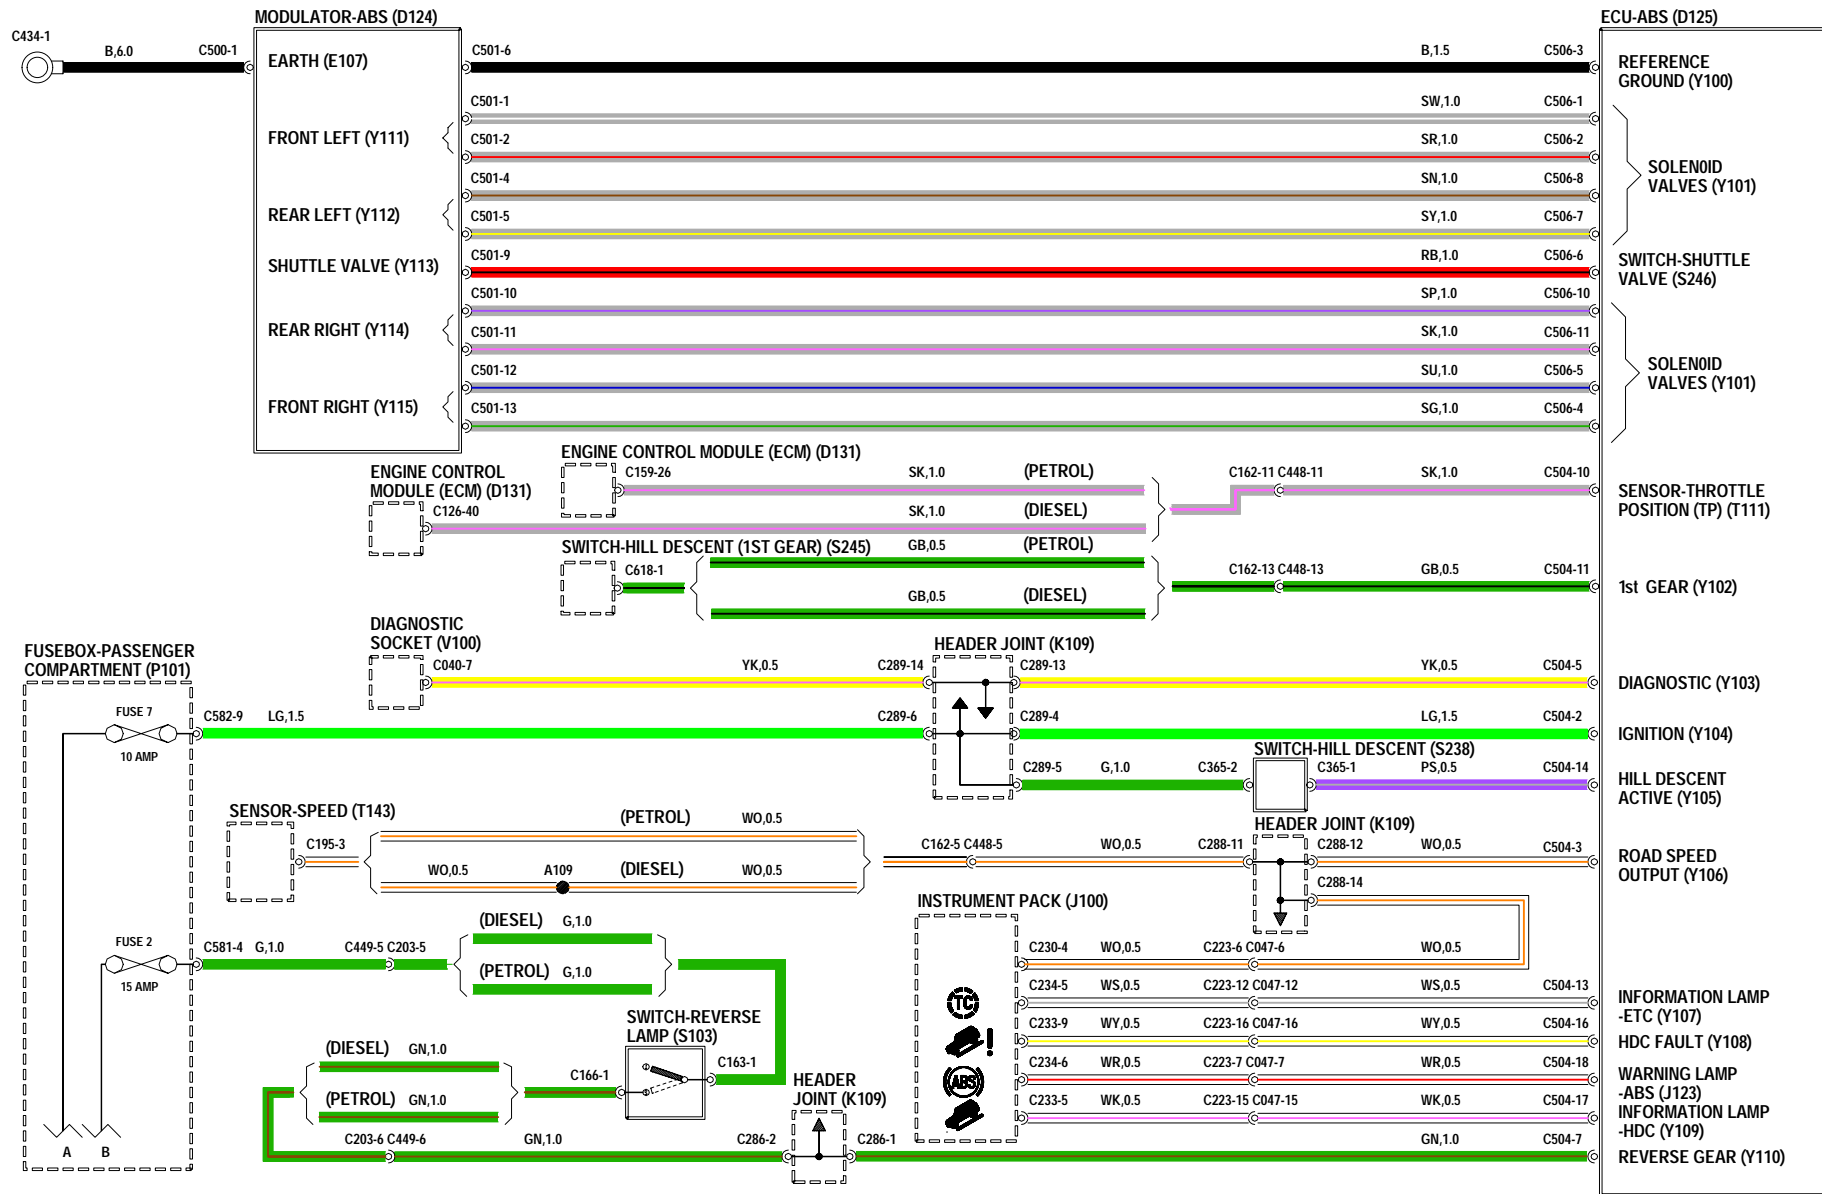 MODULATOR-ABS (D124)
ECU-ABS (D125)
C434-1
B,6.0
C500-1
EARTH (E107)
C501-6
B,1.5
C506-3
REFERENCE
GROUND (Y100)
C501-1
SW,1.0
C506-1
FRONT LEFT (Y111)
C501-2
SR,1.0
C506-2
SOLEN0ID
VALVES (Y101)
C501-4
SN,1.0
C506-8
REAR LEFT (Y112)
C501-5
SY,1.0
C506-7
SHUTTLE VALVE (Y113)
C501-9
RB,1.0
C506-6
SWITCH-SHUTTLE
VALVE (S246)
C501-10
SP,1.0
C506-10
REAR RIGHT (Y114)
C501-11
SK,1.0
C506-11
SOLEN0ID
VALVES (Y101)
C501-12
SU,1.0
C506-5
FRONT RIGHT (Y115)
C501-13
SG,1.0
C506-4
ENGINE CONTROL MODULE (ECM) (D131)
ENGINE CONTROL
MODULE (ECM) (D131)
C159-26
SK,1.0
(PETROL)
C162-11 C448-11
SK,1.0
C504-10
SENSOR-THROTTLE
POSITION (TP) (T111)
C126-40
SK,1.0
(DIESEL)
SWITCH-HILL DESCENT (1ST GEAR) (S245)
GB,0.5
(PETROL)
C618-1
C162-13 C448-13
GB,0.5
C504-11
1st GEAR (Y102)
GB,0.5
(DIESEL)
DIAGNOSTIC
SOCKET (V100)
HEADER JOINT (K109)
FUSEBOX-PASSENGER
COMPARTMENT (P101)
C040-7
YK,0.5
C289-14
C289-13
YK,0.5
C504-5
DIAGNOSTIC (Y103)
FUSE 7
10 AMP
C582-9
LG,1.5
C289-6
C289-4
LG,1.5
C504-2
IGNITION (Y104)
SWITCH-HILL DESCENT (S238)
C289-5
G,1.0
C365-2
C365-1
PS,0.5
C504-14
HILL DESCENT
ACTIVE (Y105)
SENSOR-SPEED (T143)
(PETROL)
WO,0.5
HEADER JOINT (K109)
C195-3
C162-5 C448-5
WO,0.5
C288-11
C288-12
WO,0.5
C504-3
ROAD SPEED
OUTPUT (Y106)
WO,0.5
A109
(DIESEL)
WO,0.5
C288-14
INSTRUMENT PACK (J100)
(DIESEL)
G,1.0
FUSE 2
15 AMP
C581-4
G,1.0
C449-5 C203-5
C230-4
WO,0.5
C223-6 C047-6
WO,0.5
(PETROL)
G,1.0
TC
C234-5
WS,0.5
C223-12 C047-12
WS,0.5
C504-13
INFORMATION LAMP
-ETC (Y107)
SWITCH-REVERSE
LAMP (S103)
!
C233-9
WY,0.5
C223-16 C047-16
WY,0.5
C504-16
HDC FAULT (Y108)
(DIESEL)
GN,1.0
C163-1
ABS
C234-6
WR,0.5
C223-7 C047-7
WR,0.5
C504-18
WARNING LAMP
-ABS (J123)
C166-1
HEADER
JOINT (K109)
(PETROL)
GN,1.0
C233-5
WK,0.5
C223-15 C047-15
WK,0.5
C504-17
INFORMATION LAMP
-HDC (Y109)
A
B
C203-6 C449-6
GN,1.0
C286-2
C286-1
GN,1.0
C504-7
REVERSE GEAR (Y110)